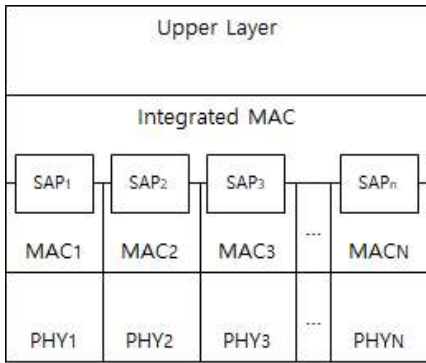 Upper Layer
Integrated MAC
SAP1 SAP2 SAP3 SAPn
...
MAC1 MAC2 MAC3 MACN
...
PHY1 PHY2 PHY3 PHYN